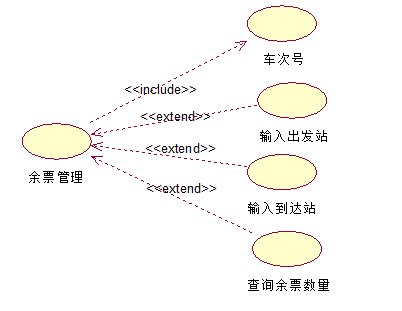 车次号
<<include>>
<<extend>>
输入出发站
<<extend>>
余票管理
<<extend>>
输入到达站
查询余票数量